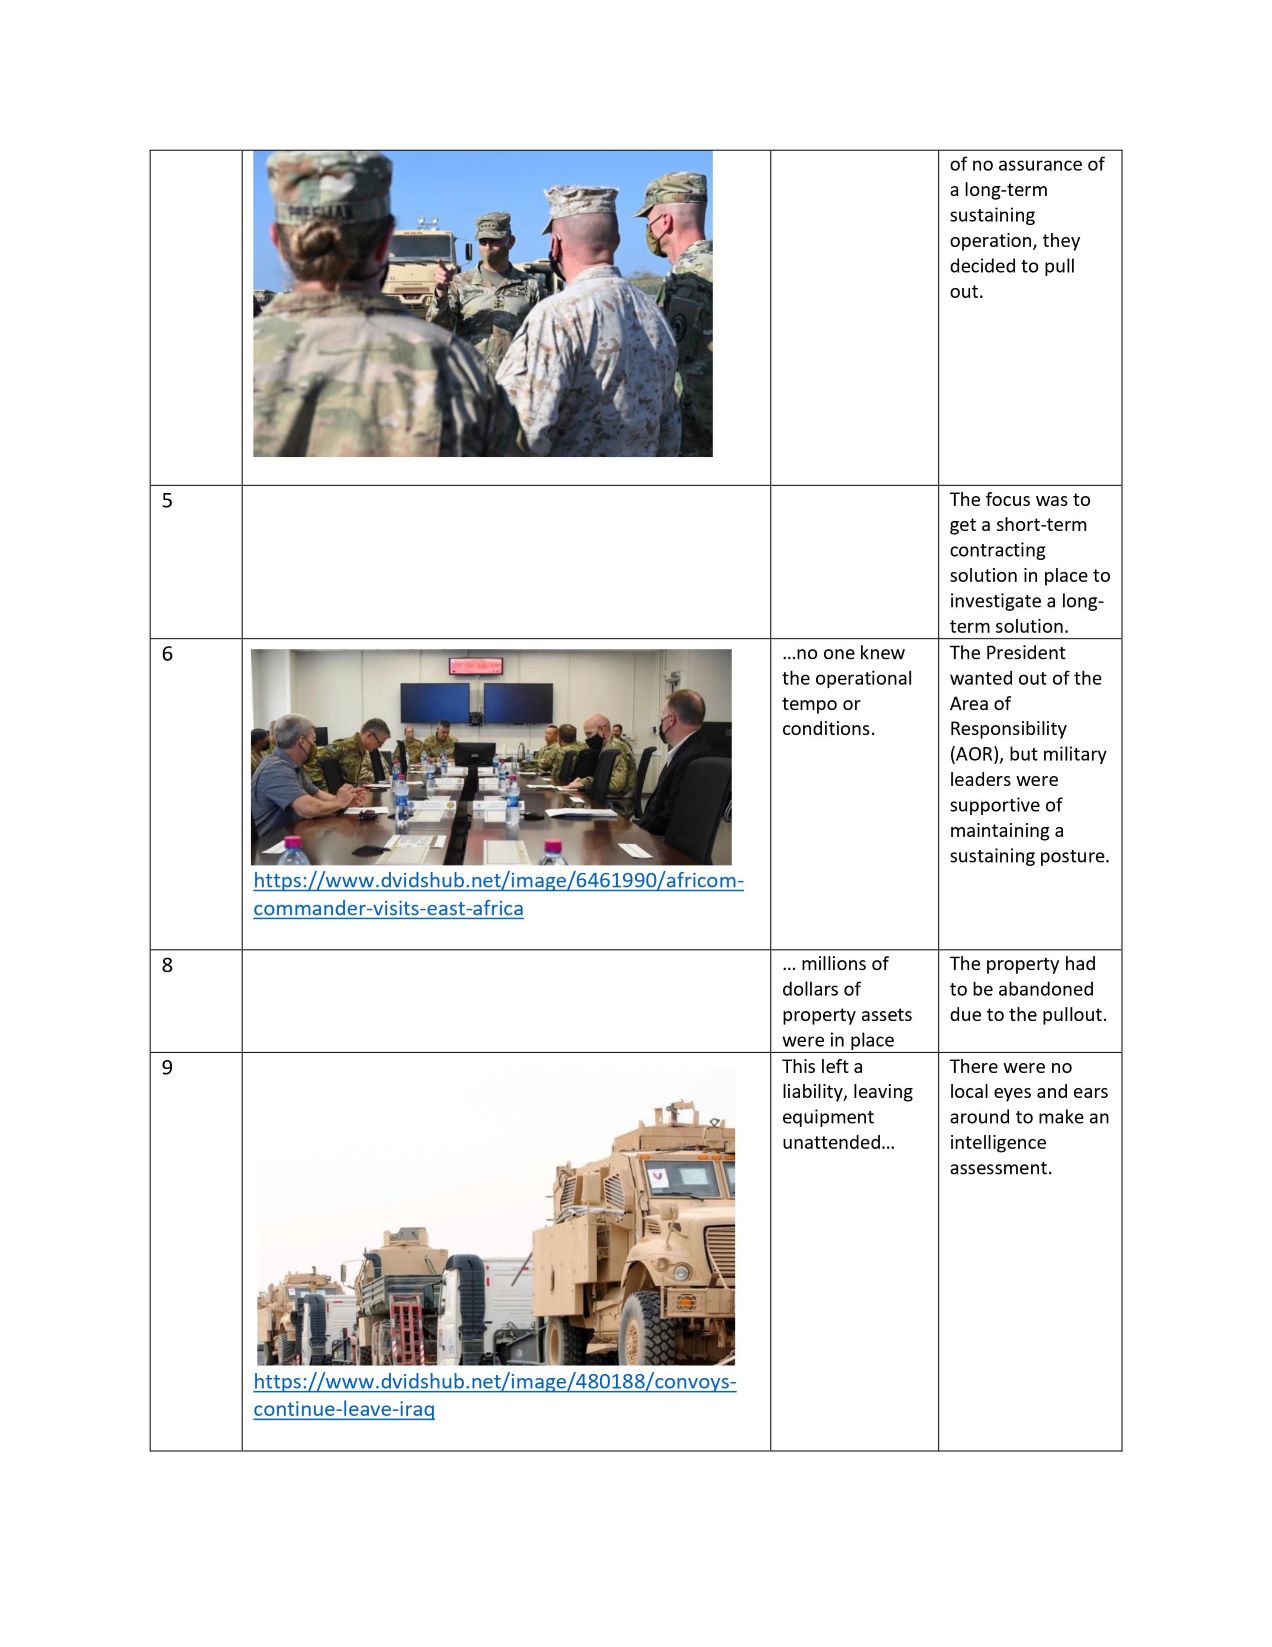 of no assurance of
a long-term
sustaining
operation, they
decided to pull
out.
5
The focus was to
get a short-term
contracting
solution in place to
investigate a long-
term solution.
6
…no one knew
the operational
tempo or
conditions.
The President
wanted out of the
Area of
Responsibility
(AOR), but military
leaders were
supportive of
maintaining a
sustaining posture.
https://www.dvidshub.net/image/6461990/africom-
commander-visits-east-africa
8
… millions of
dollars of
property assets
were in place
The property had
to be abandoned
due to the pullout.
9
This left a
liability, leaving
equipment
unattended…
There were no
local eyes and ears
around to make an
intelligence
assessment.
https://www.dvidshub.net/image/480188/convoys-
continue-leave-iraq